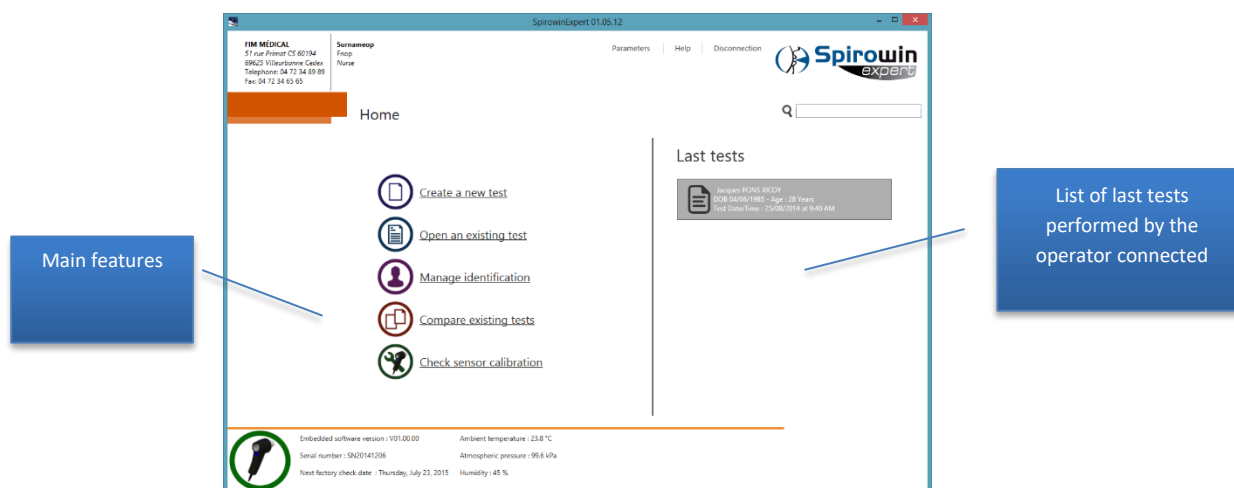 SpirowinExpert 01.05.12
FIM MÉDICAL
51 rue Primat CS 60194
69625 Villeurbanne Cedex
Telephone: 04 72 34 89 89
Fax: 04 72 34 65 65
Surnameop
Fnop
Nurse
Parameters
Help
Disconnection
Spirowin
expert
Home
Last tests
Jacques PONS XICOY
DOB 04/06/1985 - Age : 28 Years
Test Date/Time : 25/08/2014 at 9:40 AM
Create a new test
Open an existing test
Manage identification
Compare existing tests
Check sensor calibration
Main features
List of last tests
performed by the
operator connected
Embedded software version : V01.00.00
Serial number : SN20141206
Next factory check date : Thursday, July 23, 2015
Ambient temperature : 23.8 °C
Atmospheric pressure : 99.6 kPa
Humidity : 45 %